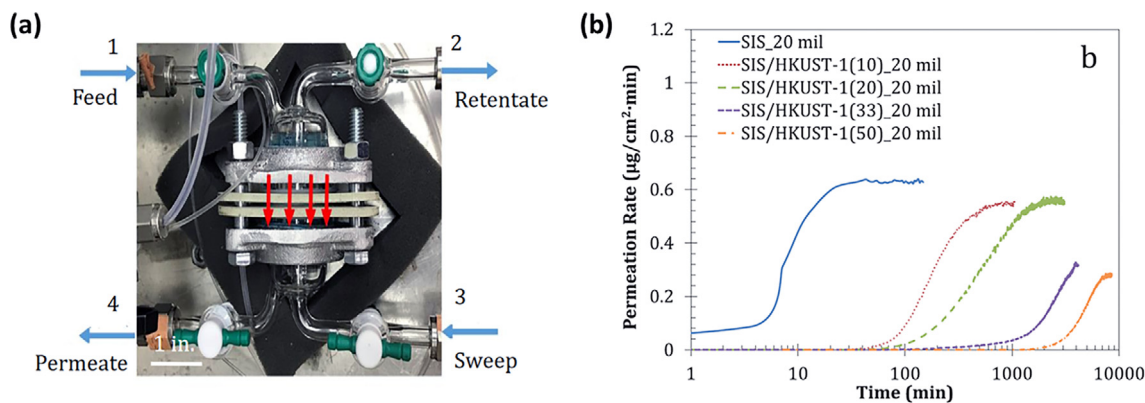 (a)
1
Feed
2
Retentate
4
Permeate
3
Sweep
1 in.
(b)
b
SIS_20 mil
SIS/HKUST-1(10)_20 mil
SIS/HKUST-1(20)_20 mil
SIS/HKUST-1(33)_20 mil
SIS/HKUST-1(50)_20 mil
Permeation Rate (µg/cm²·min)
1.2
1
0.8
0.6
0.4
0.2
0
1
10
100
1000
10000
Time (min)